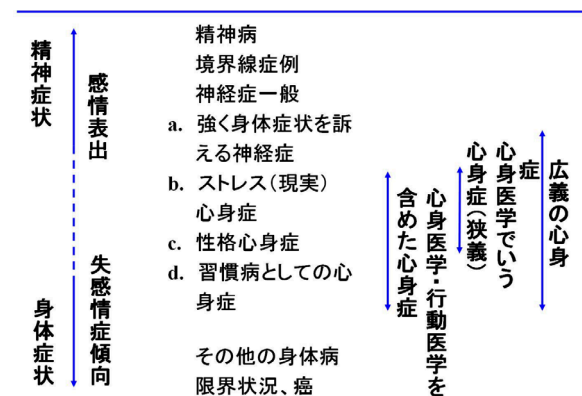 精神症状
身体症状
感情表出
失感情症傾向
精神病
境界線症例
神経症一般
a. 強く身体症状を訴
える神経症
b. ストレス(現実)
心身症
c. 性格心身症
d. 習慣病としての心
身症
その他の身体病
限界状況、癌
心身医学・行動医学を
含めた心身症
心身医学でいう
心身症(狭義)
広義の心身
症